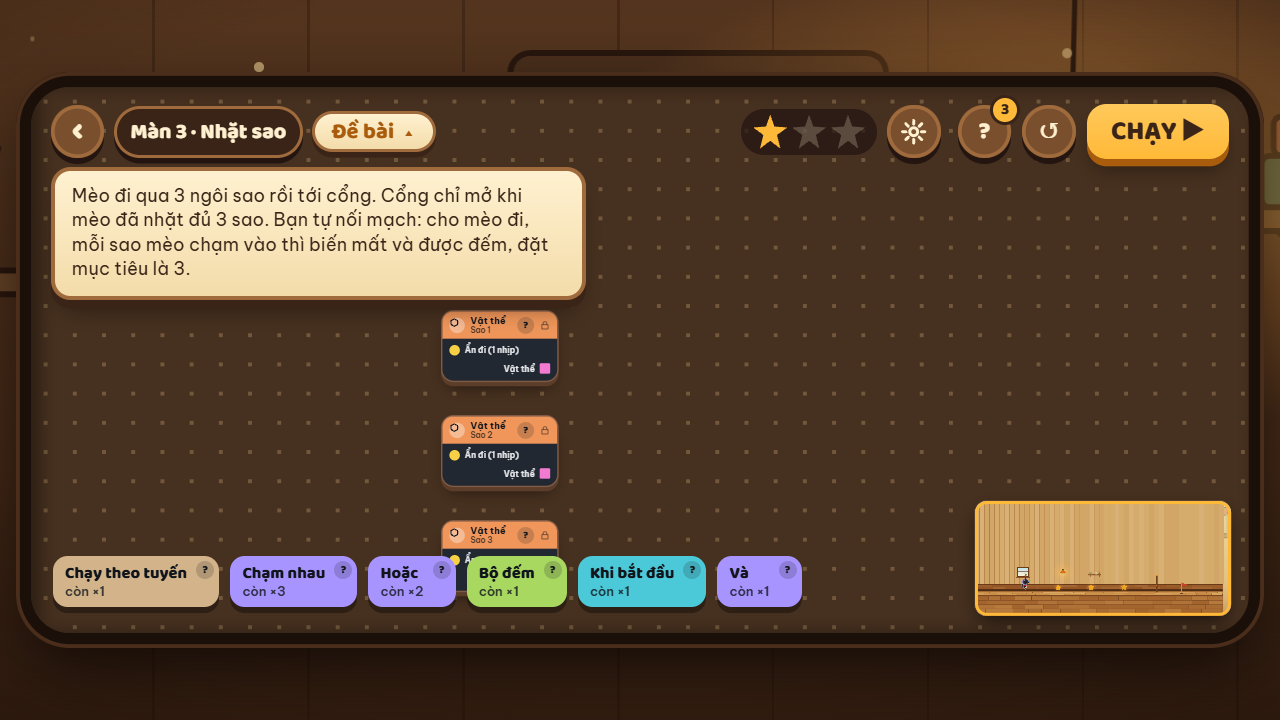 Màn 3 · Nhặt sao
Đề bài
?
3
CHẠY
Mèo đi qua 3 ngôi sao rồi tới cổng. Cổng chỉ mở khi
mèo đã nhặt đủ 3 sao. Bạn tự nối mạch: cho mèo đi,
mỗi sao mèo chạm vào thì biến mất và được đếm, đặt
mục tiêu là 3.
Vật thể
Sao 1
?
Ẩn đi (1 nhịp)
Vật thể
Vật thể
Sao 2
?
Ẩn đi (1 nhịp)
Vật thể
Vật thể
Sao 3
?
Chạy theo tuyến ?
còn ×1
Chạm nhau ?
còn ×3
Hoặc ?
còn ×2
Bộ đếm ?
còn ×1
Khi bắt đầu ?
còn ×1
Và ?
còn ×1